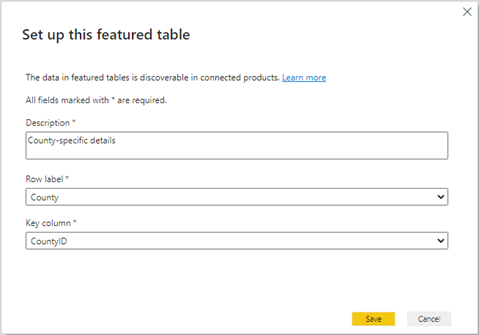 Set up this featured table
The data in featured tables is discoverable in connected products. Learn more
All fields marked with * are required.
Description *
County-specific details
Row label *
County
Key column *
CountyID
Save Cancel